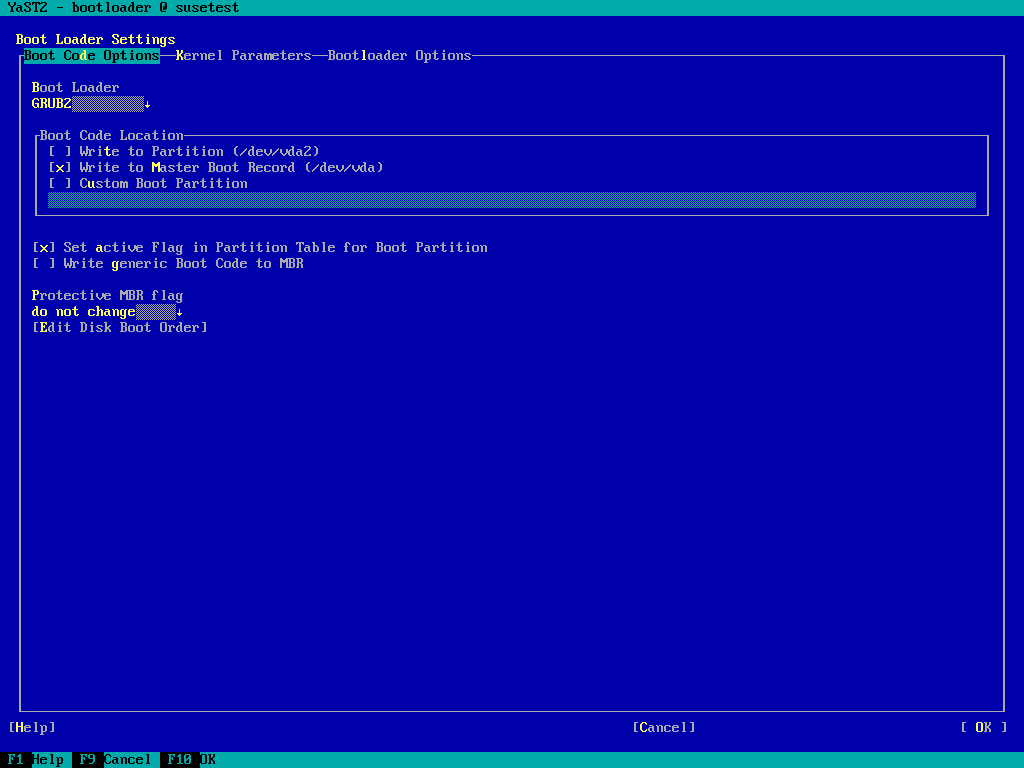 YaST2 - bootloader @ susetest
Boot Loader Settings
Boot Code Options Kernel Parameters Bootloader Options
Boot Loader
GRUB2 ↓
Boot Code Location
[ ] Write to Partition (/dev/vda2)
[x] Write to Master Boot Record (/dev/vda)
[ ] Custom Boot Partition
[x] Set active Flag in Partition Table for Boot Partition
[ ] Write generic Boot Code to MBR
Protective MBR flag
do not change ↓
[Edit Disk Boot Order]
[Help] [Cancel] [ OK ]
F1 Help F9 Cancel F10 OK